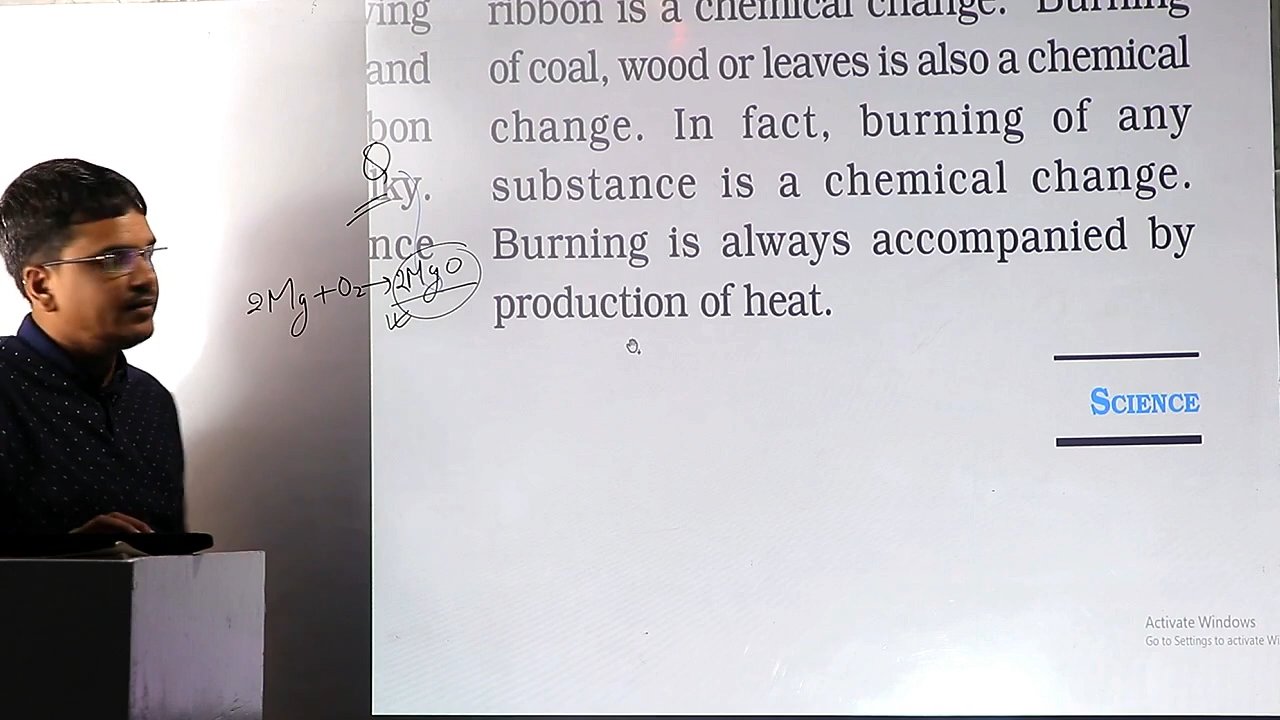 ying
ribbon is a chemical change. Burning
and
of coal, wood or leaves is also a chemical
bon
change. In fact, burning of any
ky.
substance is a chemical change.
nce
Burning is always accompanied by
2Mg+O2→2MgO
production of heat.
SCIENCE
Activate Windows
Go to Settings to activate Wi